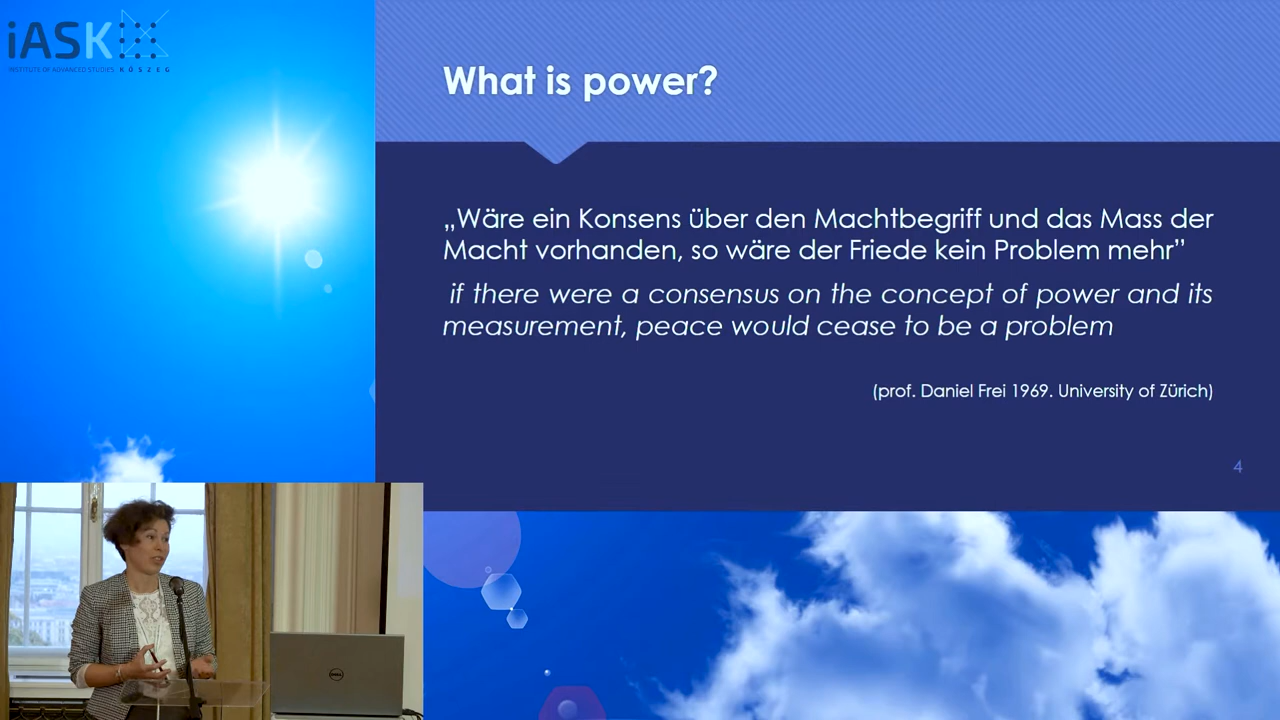 iASK
INSTITUTE OF ADVANCED STUDIES KŐSZEG
What is power?
„Wäre ein Konsens über den Machtbegriff und das Mass der
Macht vorhanden, so wäre der Friede kein Problem mehr”
if there were a consensus on the concept of power and its
measurement, peace would cease to be a problem
(prof. Daniel Frei 1969. University of Zürich)
4
DELL